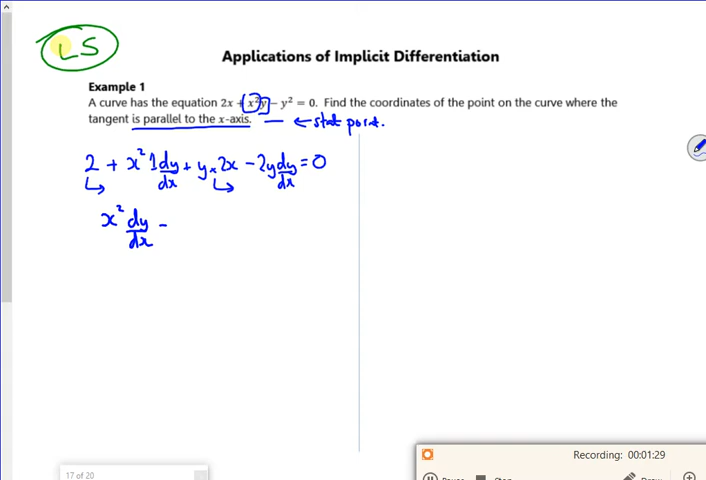 LS
Applications of Implicit Differentiation
Example 1
A curve has the equation 2x + x²y − y² = 0. Find the coordinates of the point on the curve where the
tangent is parallel to the x-axis. — ← stat point.
2 + x² 1 dy/dx + y × 2x − 2y dy/dx = 0
x² dy/dx −
17 of 20
Recording: 00:01:29